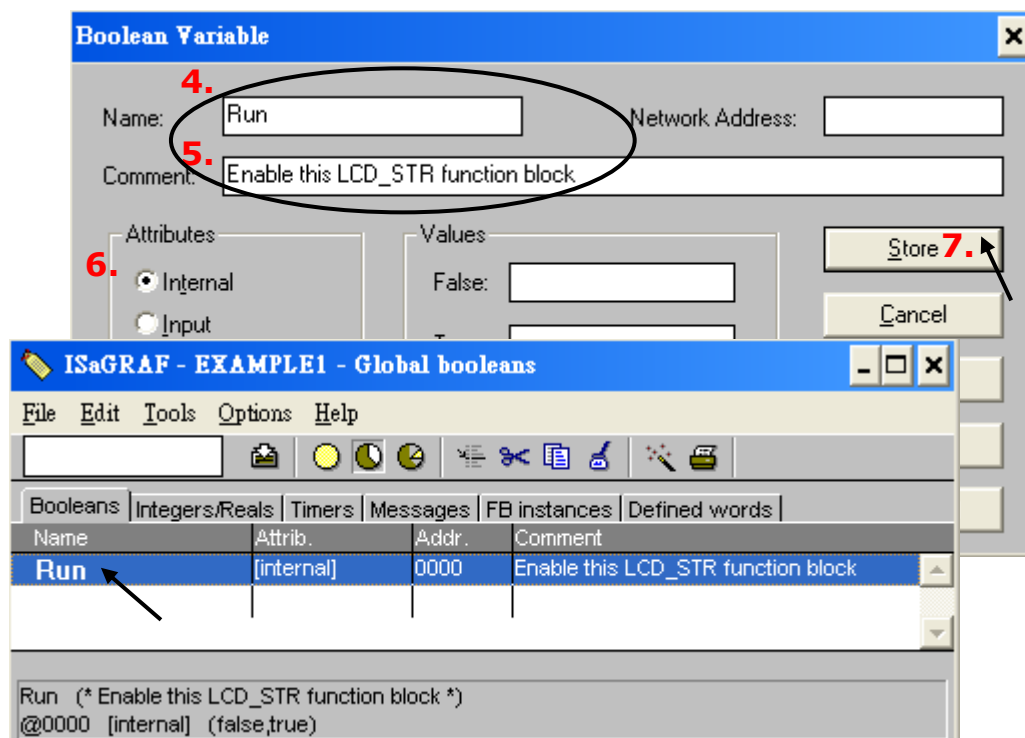 Boolean Variable
4.
Name: Run Network Address:
5.
Comment: Enable this LCD_STR function block
Attributes Values
6. Internal False: Store 7.
Input Cancel
ISaGRAF - EXAMPLE1 - Global booleans
File Edit Tools Options Help
Booleans Integers/Reals Timers Messages FB instances Defined words
Name Attrib. Addr. Comment
Run [internal] 0000 Enable this LCD_STR function block
Run (* Enable this LCD_STR function block *)
@0000 [internal] (false,true)